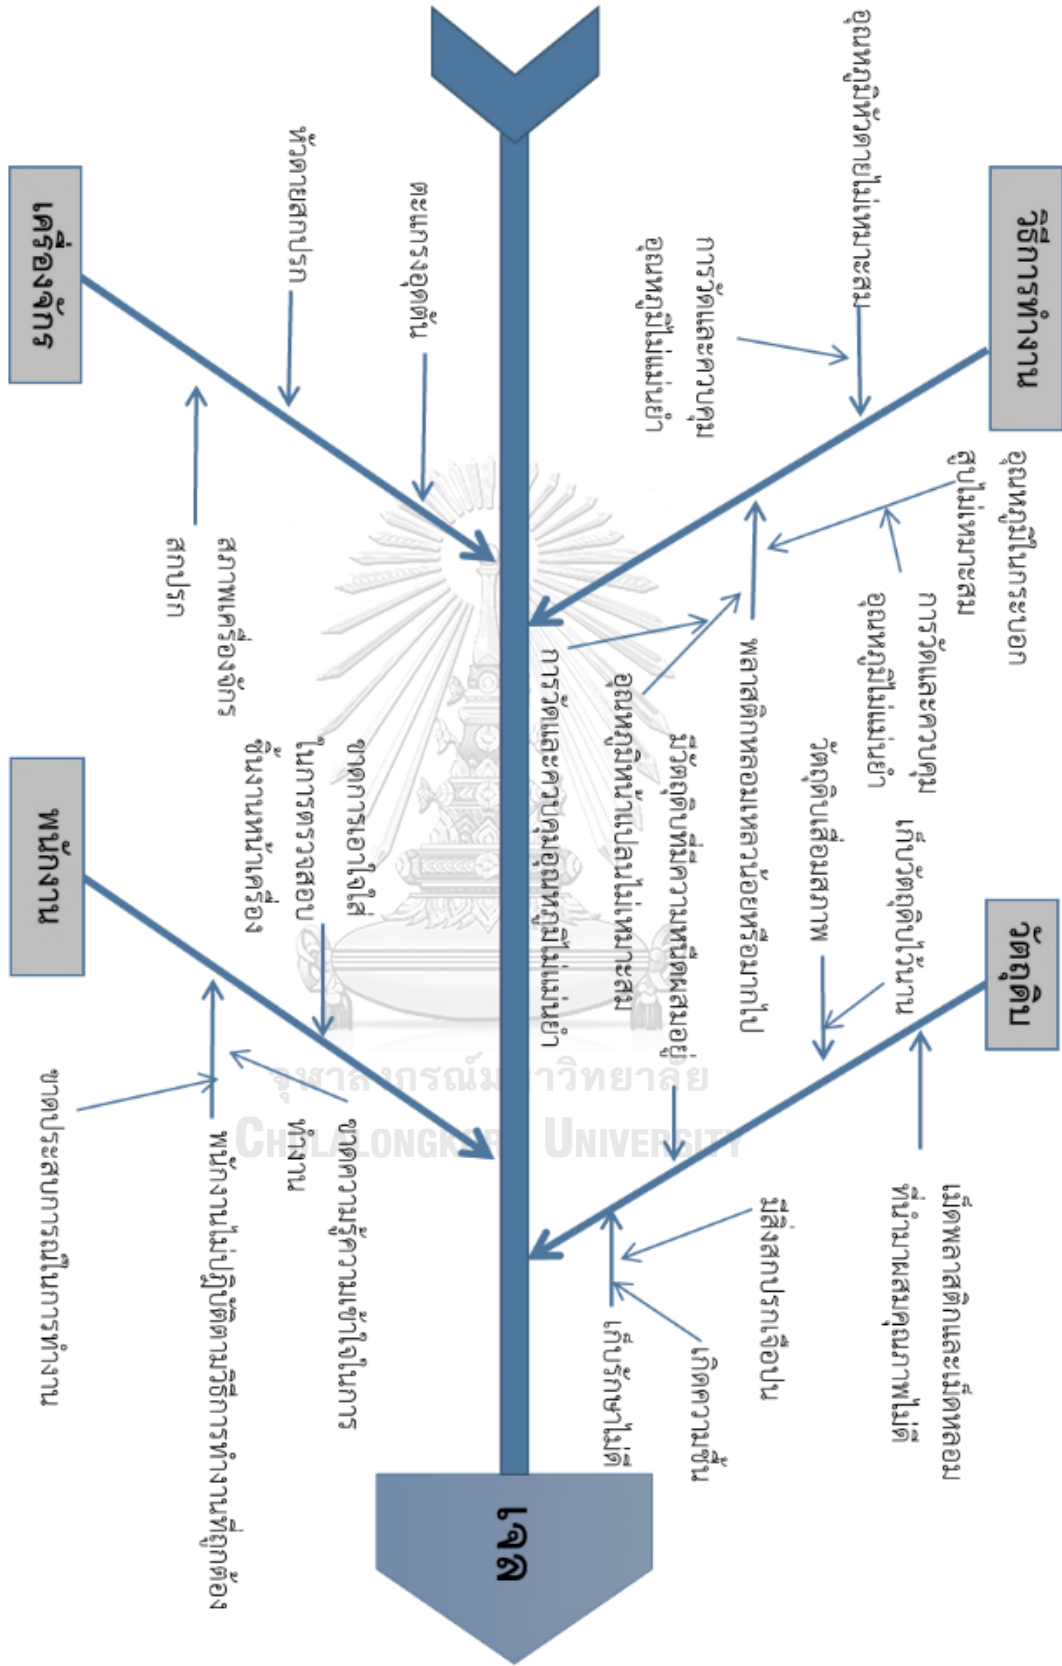 วิธีการทำงาน
อุณหภูมิหัวดายไม่เหมาะสม
การวัดและควบคุม
อุณหภูมิไม่แม่นยำ
อุณหภูมิในกระบอก
สูบไม่เหมาะสม
การวัดและควบคุม
อุณหภูมิไม่แม่นยำ
พลาสติกหลอมเหลวน้อยหรือมากไป
อุณหภูมิหน้าแปลนไม่เหมาะสม
การวัดและควบคุมอุณหภูมิไม่แม่นยำ
วัตถุดิบ
เก็บวัตถุดิบไว้นาน
วัตถุดิบเสื่อมสภาพ
มีวัตถุดิบที่มีความหนืดผสมอยู่
เม็ดพลาสติกและเม็ดหลอม
ที่นำมาผสมคุณภาพไม่ดี
มีสิ่งสกปรกเจือปน
เกิดความชื้น
เก็บรักษาไม่ดี
เจล
เครื่องจักร
หัวดายสกปรก
ตะแกรงอุดตัน
สภาพเครื่องจักร
สกปรก
พนักงาน
ขาดการเอาใจใส่
ในการตรวจสอบ
ชิ้นงานหน้าเครื่อง
ขาดความรู้ความเข้าใจในการ
ทำงาน
พนักงานไม่ปฏิบัติตามวิธีการทำงานที่ถูกต้อง
ขาดประสบการณ์ในการทำงาน
จุฬาลงกรณ์มหาวิทยาลัย
CHULALONGKORN UNIVERSITY